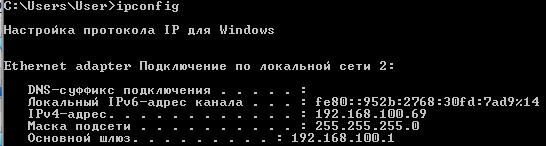 C:\Users\User>ipconfig
Настройка протокола IP для Windows
Ethernet adapter Подключение по локальной сети 2:
DNS-суффикс подключения . . . . . :
Локальный IPv6-адрес канала . . . : fe80::952b:2768:30fd:7ad9%14
IPv4-адрес. . . . . . . . . . . . : 192.168.100.69
Маска подсети . . . . . . . . . . : 255.255.255.0
Основной шлюз. . . . . . . . . : 192.168.100.1